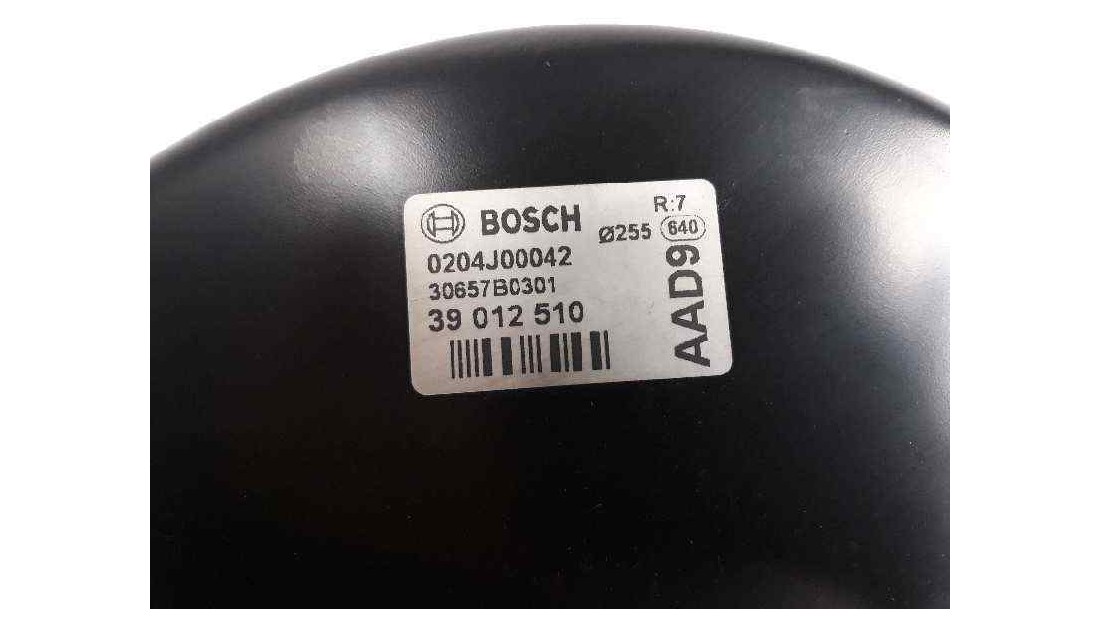 BOSCH
R:7
Ø255 640
0204J00042
30657B0301
39 012 510
AAD9